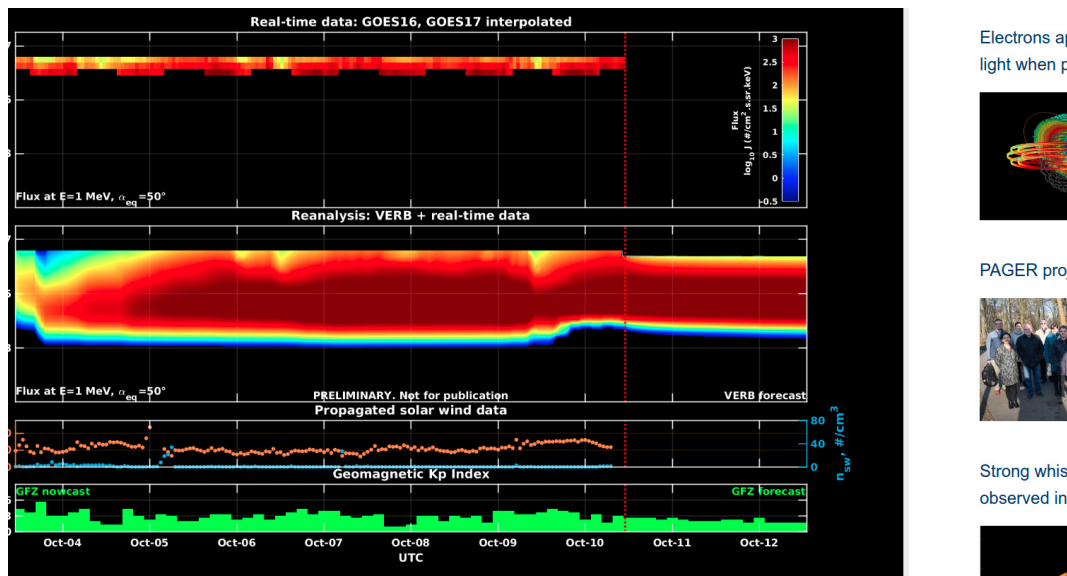 Real-time data: GOES16, GOES17 interpolated
7
3
2.5
2
1.5
1
0.5
0
-0.5
Flux
log10 J (#/cm2.s.sr.keV)
3
Flux at E=1 MeV, αeq=50°
Reanalysis: VERB + real-time data
7
3
Flux at E=1 MeV, αeq=50°
PRELIMINARY. Not for publication
VERB forecast
Propagated solar wind data
80
40
0
nsw, #/cm3
Geomagnetic Kp Index
GFZ nowcast
GFZ forecast
Oct-04 Oct-05 Oct-06 Oct-07 Oct-08 Oct-09 Oct-10 Oct-11 Oct-12
UTC
Electrons
light when
PAGER
Strong
observed in